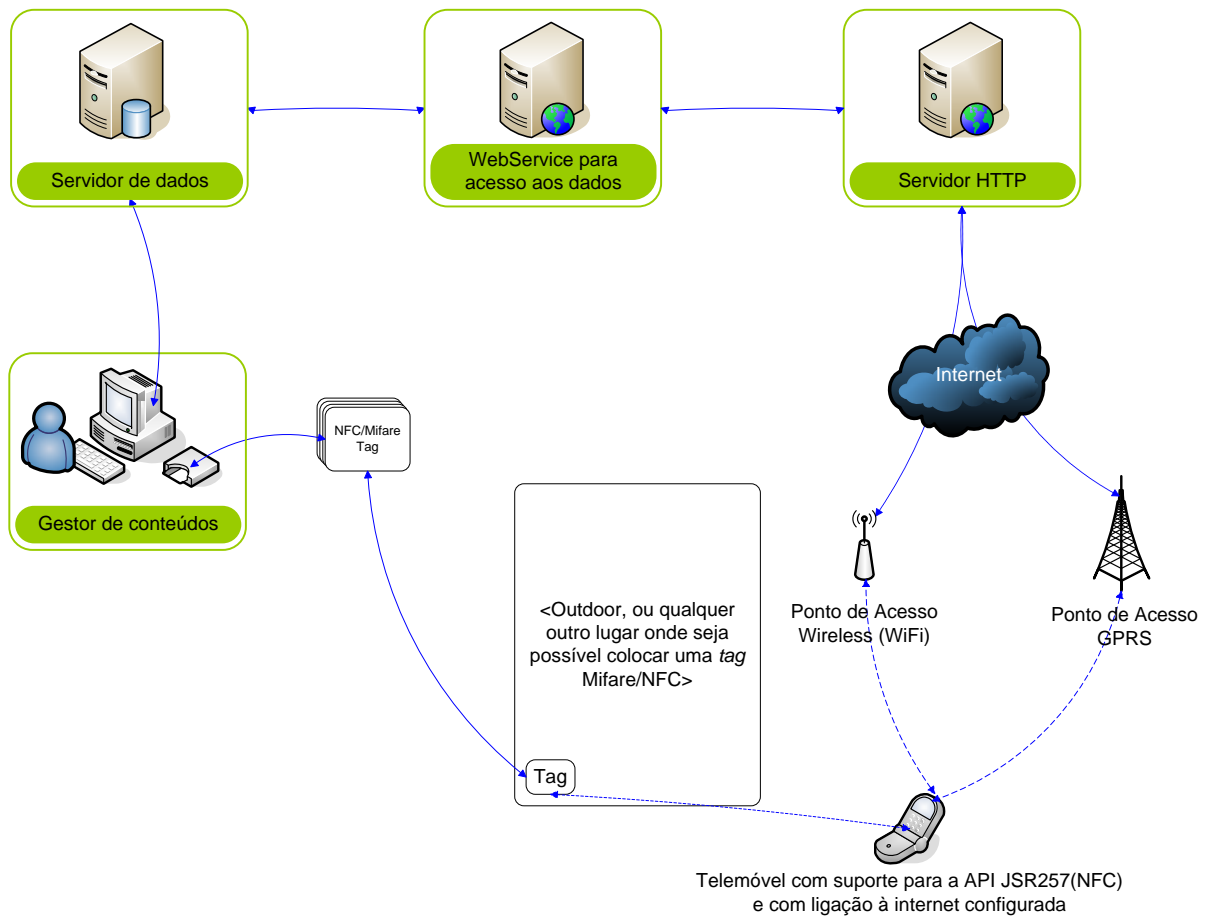 Servidor de dados
WebService para
acesso aos dados
Servidor HTTP
Internet
NFC/Mifare
Tag
Gestor de conteúdos
<Outdoor, ou qualquer
outro lugar onde seja
possível colocar uma tag
Mifare/NFC>
Tag
Ponto de Acesso
Wireless (WiFi)
Ponto de Acesso
GPRS
Telemóvel com suporte para a API JSR257(NFC)
e com ligação à internet configurada